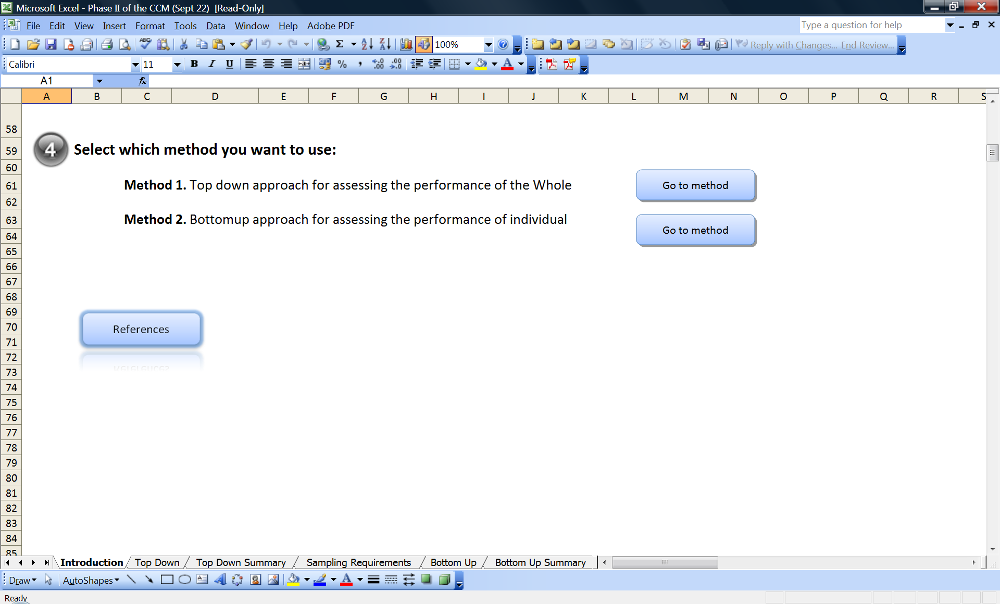 Microsoft Excel - Phase II of the CCM (Sept 22) [Read-Only]
File Edit View Insert Format Tools Data Window Help Adobe PDF
Type a question for help
100%
Reply with Changes... End Review...
Calibri 11 B I U
A1 fx
A B C D E F G H I J K L M N O P Q R S
58
59
60
61
62
63
64
65
66
67
68
69
70
71
72
73
74
75
76
77
78
79
80
81
82
83
84
85
4 Select which method you want to use:
Method 1. Top down approach for assessing the performance of the Whole
Go to method
Method 2. Bottomup approach for assessing the performance of individual
Go to method
References
Introduction Top Down Top Down Summary Sampling Requirements Bottom Up Bottom Up Summary
Draw AutoShapes
Ready